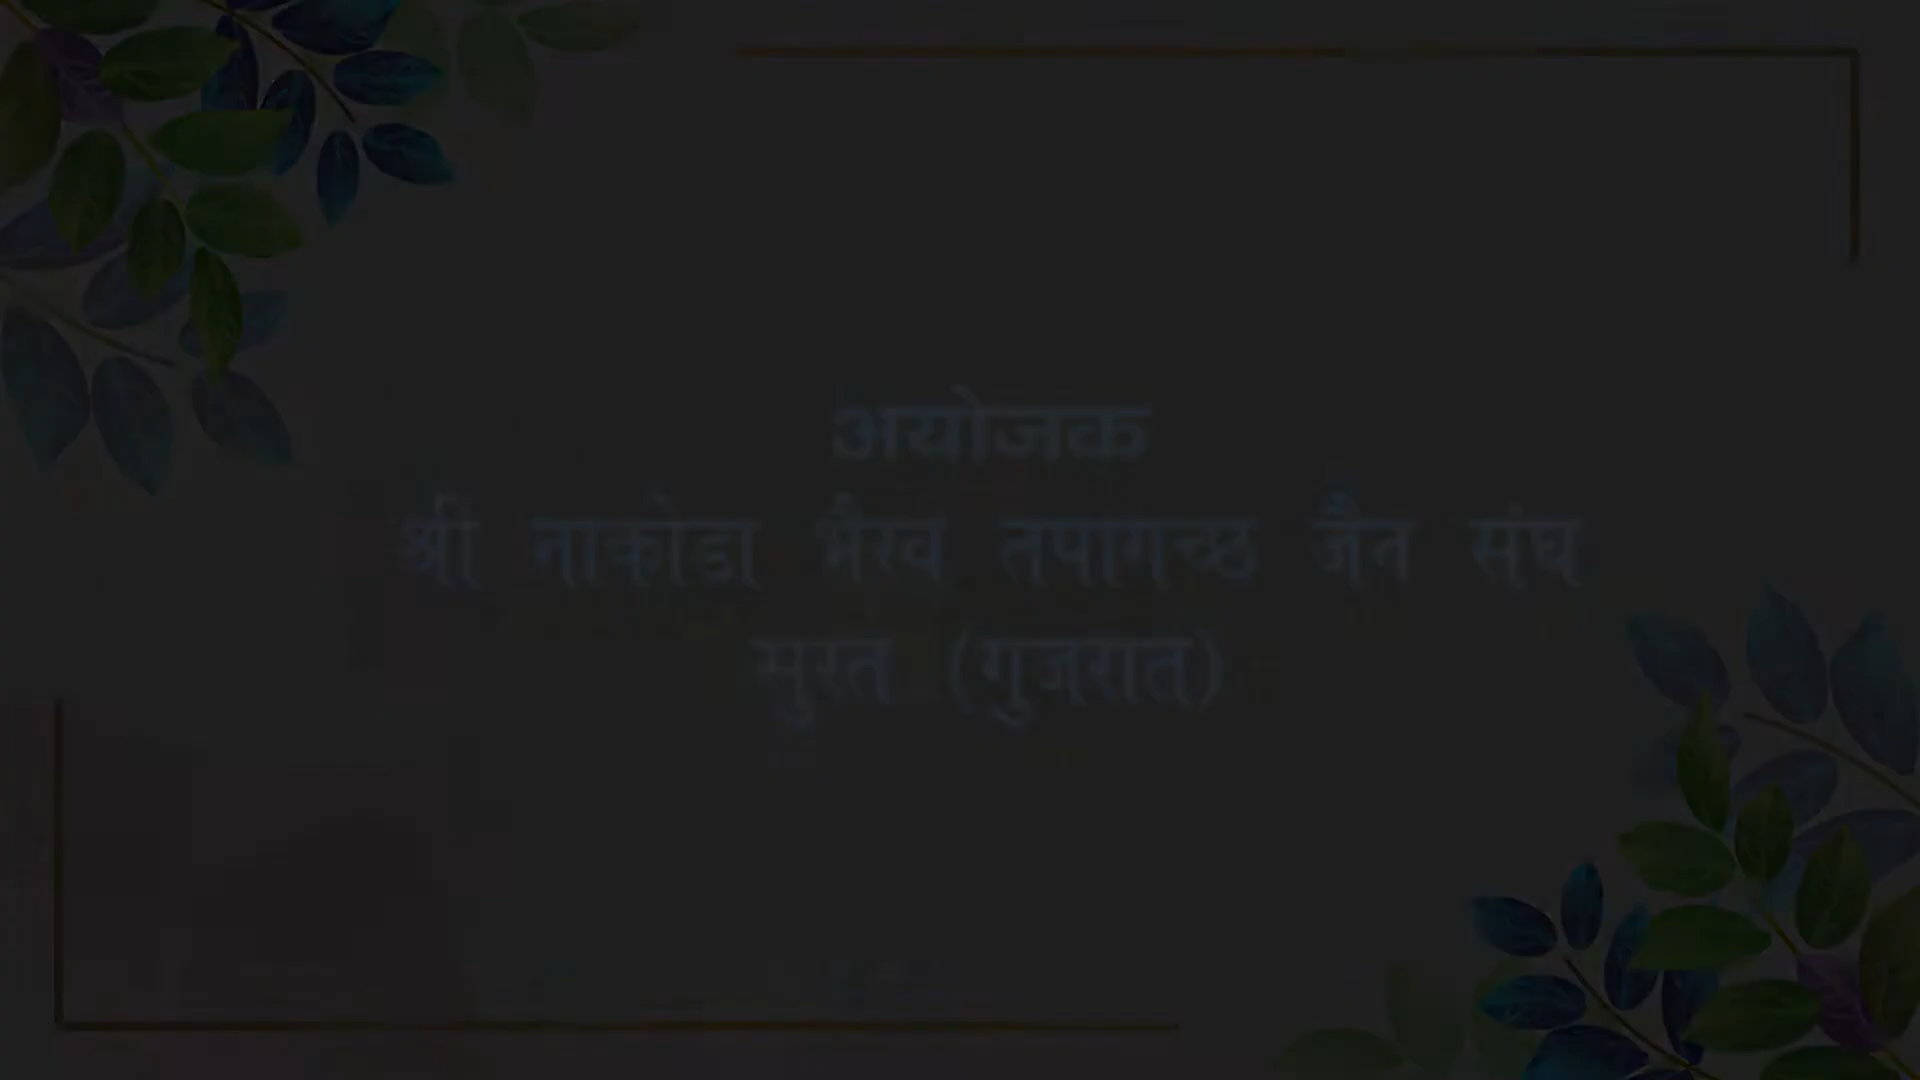 अयोजक
श्री नाकोडा भैरव तपागच्छ जैन संघ
सुरत (गुजरात)